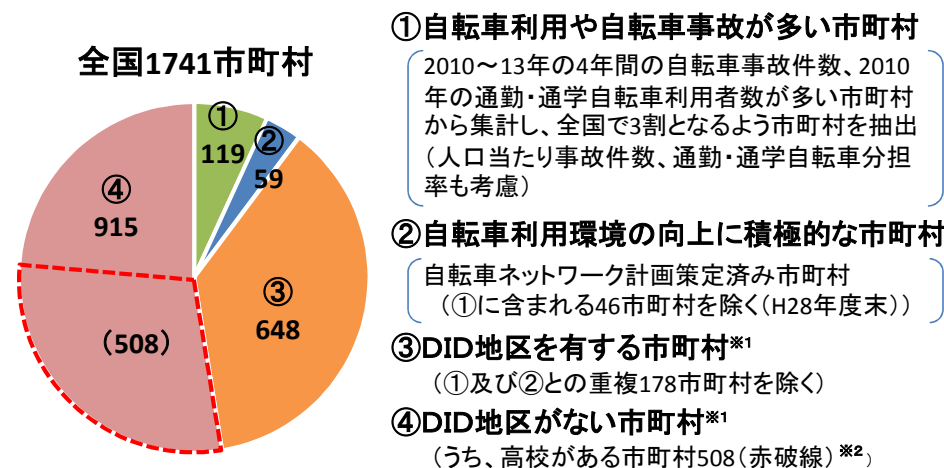 全国1741市町村
①
119
②
59
③
648
④
915
（508）
①自転車利用や自転車事故が多い市町村
2010～13年の4年間の自転車事故件数、2010
年の通勤・通学自転車利用者数が多い市町村
から集計し、全国で3割となるよう市町村を抽出
（人口当たり事故件数、通勤・通学自転車分担
率も考慮）
②自転車利用環境の向上に積極的な市町村
自転車ネットワーク計画策定済み市町村
（①に含まれる46市町村を除く（H28年度末））
③DID地区を有する市町村※1
（①及び②との重複178市町村を除く）
④DID地区がない市町村※1
（うち、高校がある市町村508（赤破線）※2）